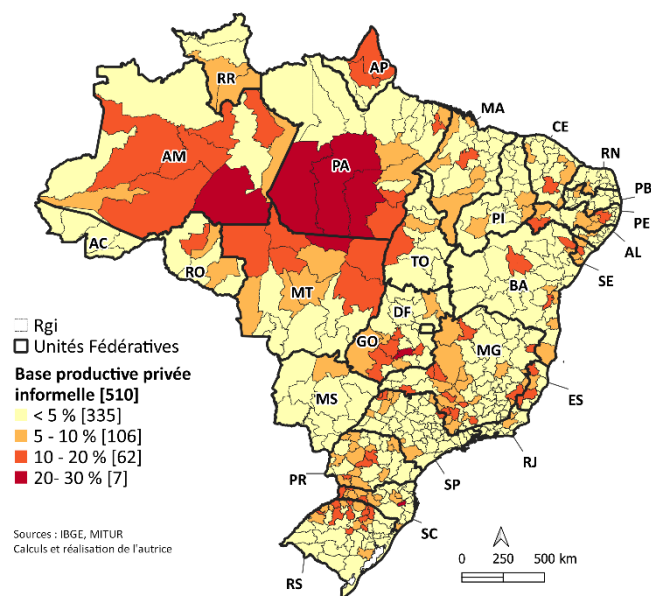 AP
RR
MA
CE
RN
AM
PA
PB
PI
PE
AC
AL
TO
RO
SE
BA
MT
DF
GO
MG
ES
MS
RJ
PR
SP
SC
RS
Rgi
Unités Fédératives
Base productive privée
informelle [510]
< 5 % [335]
5 - 10 % [106]
10 - 20 % [62]
20- 30 % [7]
Sources : IBGE, MITUR
Calculs et réalisation de l'autrice
0 250 500 km